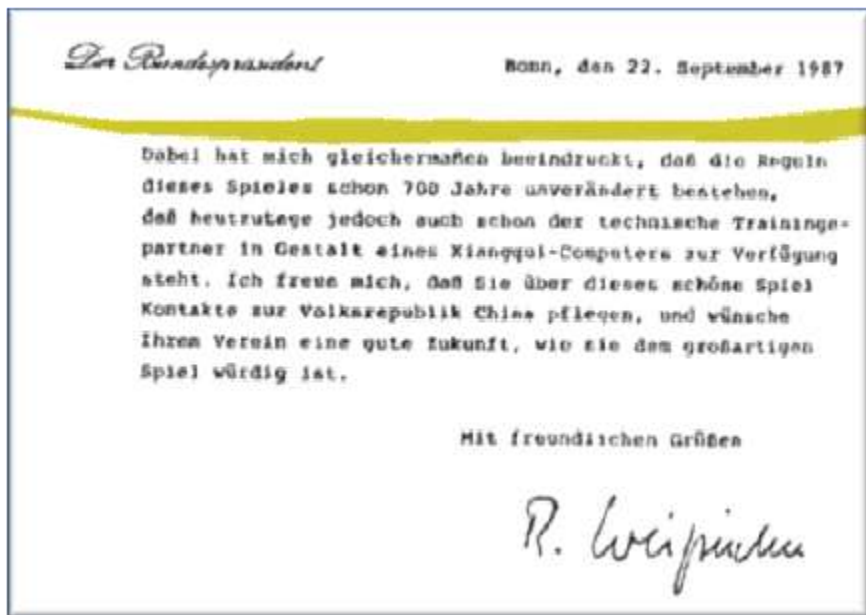 Der Bundespräsident
Bonn, den 22. September 1987
Dabei hat mich gleichermaßen beeindruckt, daß die Regeln
dieses Spieles schon 700 Jahre unverändert bestehen,
daß heutzutage jedoch auch schon der technische Trainings-
partner in Gestalt eines Xiangqui-Computers zur Verfügung
steht. Ich freue mich, daß Sie über dieses schöne Spiel
Kontakte zur Volksrepublik China pflegen, und wünsche
Ihrem Verein eine gute Zukunft, wie sie dem großartigen
Spiel würdig ist.
Mit freundlichen Grüßen
R. Weizsäcker